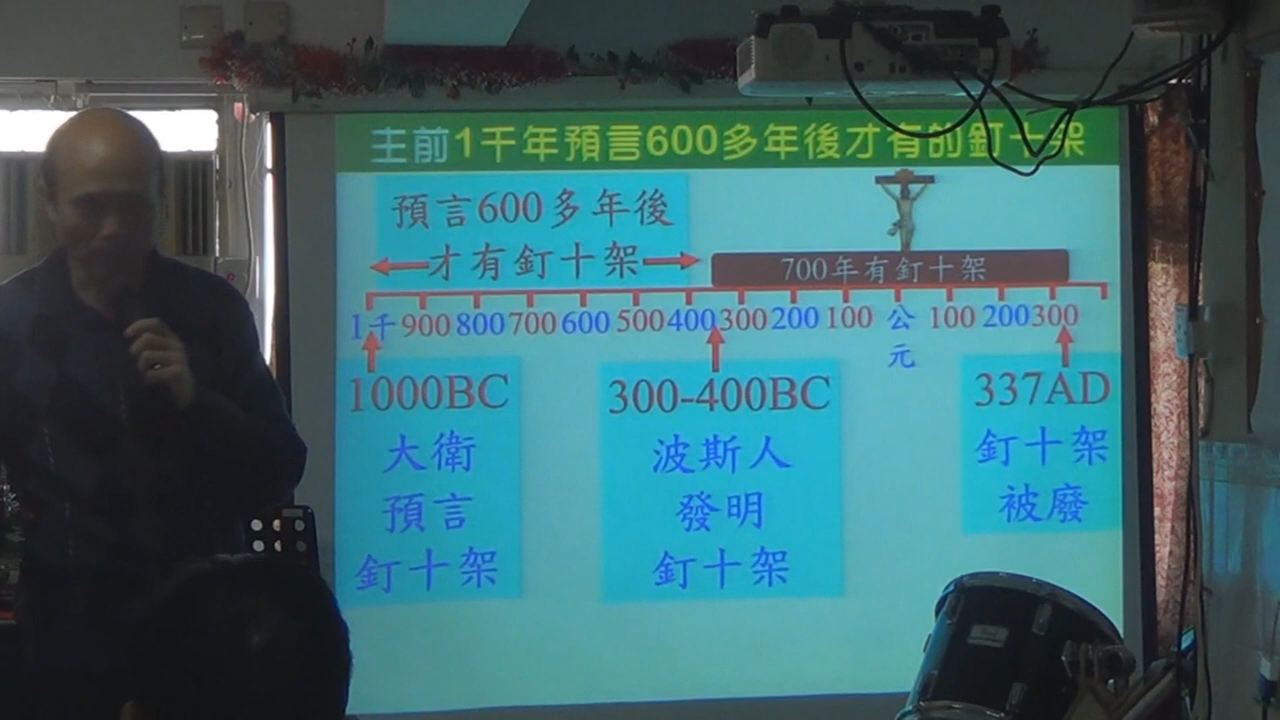 主前1千年預言600多年後才有的釘十架
預言600多年後
才有釘十架
700年有釘十架
1千 900 800 700 600 500 400 300 200 100 公元 100 200 300
1000BC
大衛
預言
釘十架
300-400BC
波斯人
發明
釘十架
337AD
釘十架
被廢